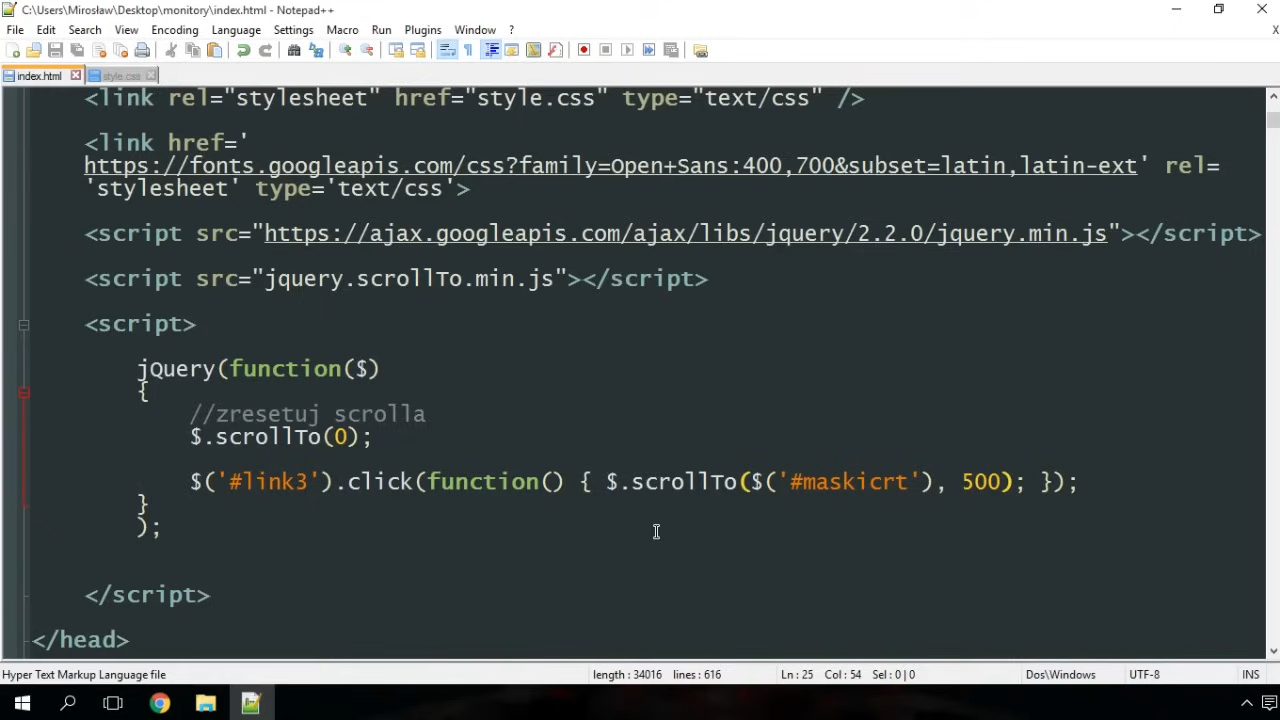 C:\Users\Mirosław\Desktop\monitory\index.html - Notepad++
File Edit Search View Encoding Language Settings Macro Run Plugins Window ? X
index.html style.css
<link rel="stylesheet" href="style.css" type="text/css" />
<link href='
https://fonts.googleapis.com/css?family=Open+Sans:400,700&subset=latin,latin-ext' rel=
'stylesheet' type='text/css'>
<script src="https://ajax.googleapis.com/ajax/libs/jquery/2.2.0/jquery.min.js"></script>
<script src="jquery.scrollTo.min.js"></script>
<script>
jQuery(function($)
{
//zresetuj scrolla
$.scrollTo(0);
$('#link3').click(function() { $.scrollTo($('#maskicrt'), 500); });
}
);
</script>
</head>
Hyper Text Markup Language file length : 34016 lines : 616 Ln : 25 Col : 54 Sel : 0 | 0 Dos\Windows UTF-8 INS